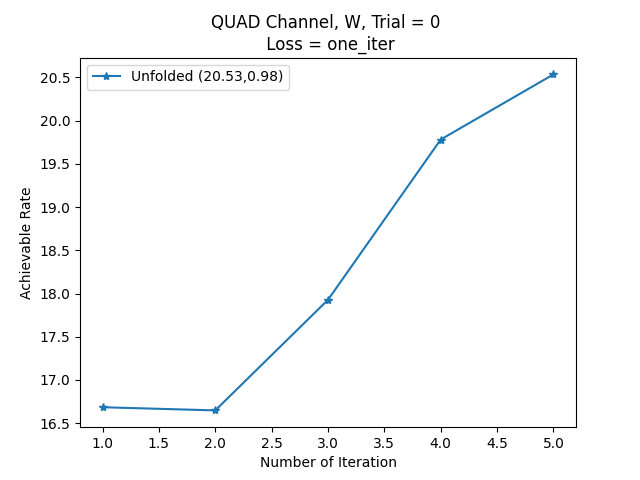 QUAD Channel, W, Trial = 0
Loss = one_iter
Unfolded (20.53,0.98)
Achievable Rate
20.5
20.0
19.5
19.0
18.5
18.0
17.5
17.0
16.5
1.0 1.5 2.0 2.5 3.0 3.5 4.0 4.5 5.0
Number of Iteration